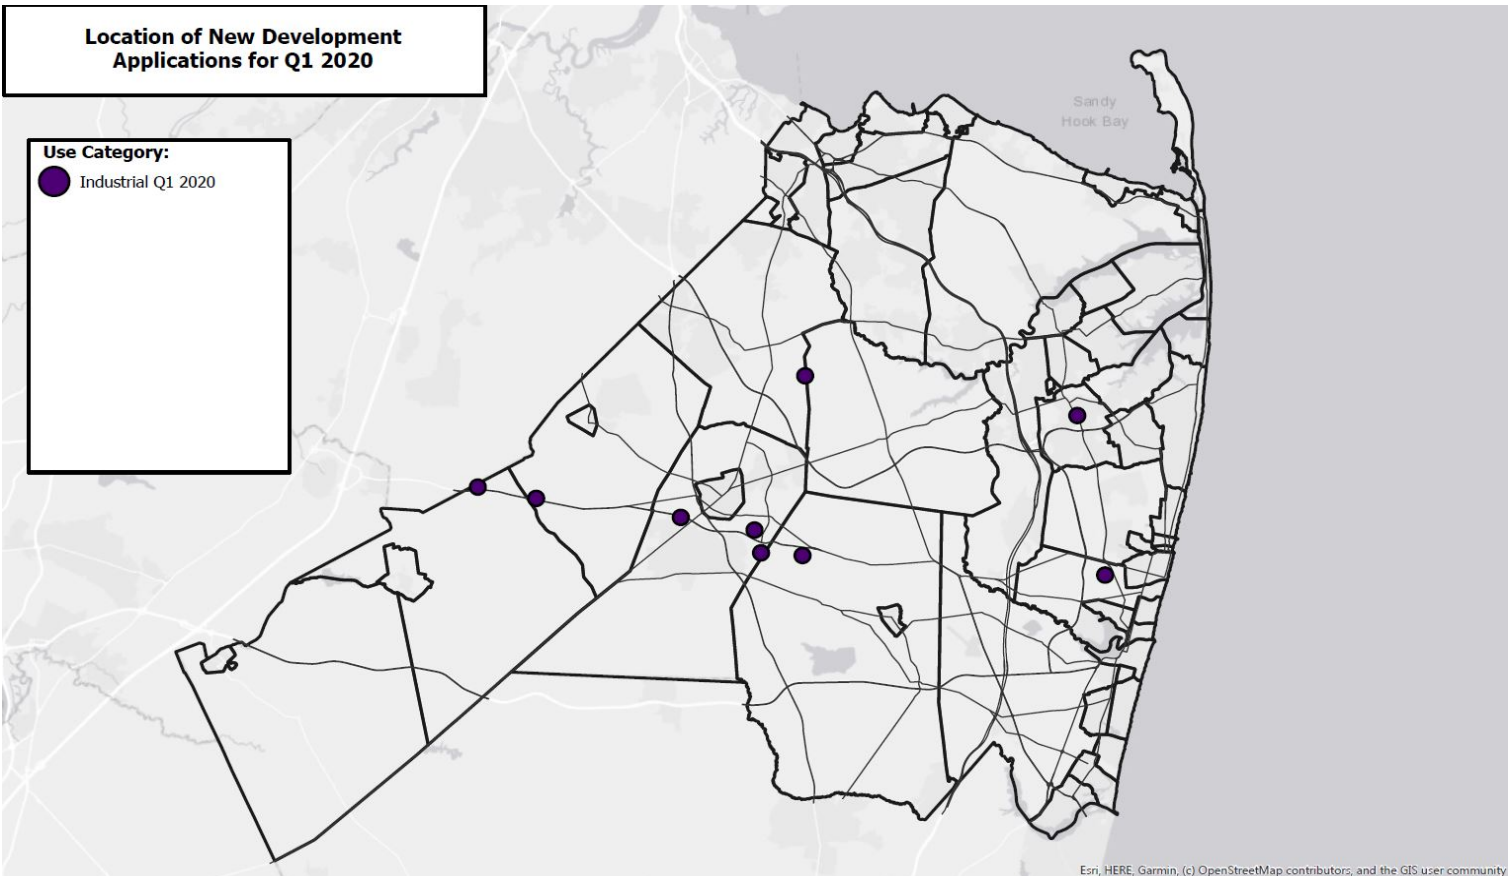 Location of New Development
Applications for Q1 2020
Use Category:
Industrial Q1 2020
Sandy
Hook Bay
Esri, HERE, Garmin, (c) OpenStreetMap contributors, and the GIS user community